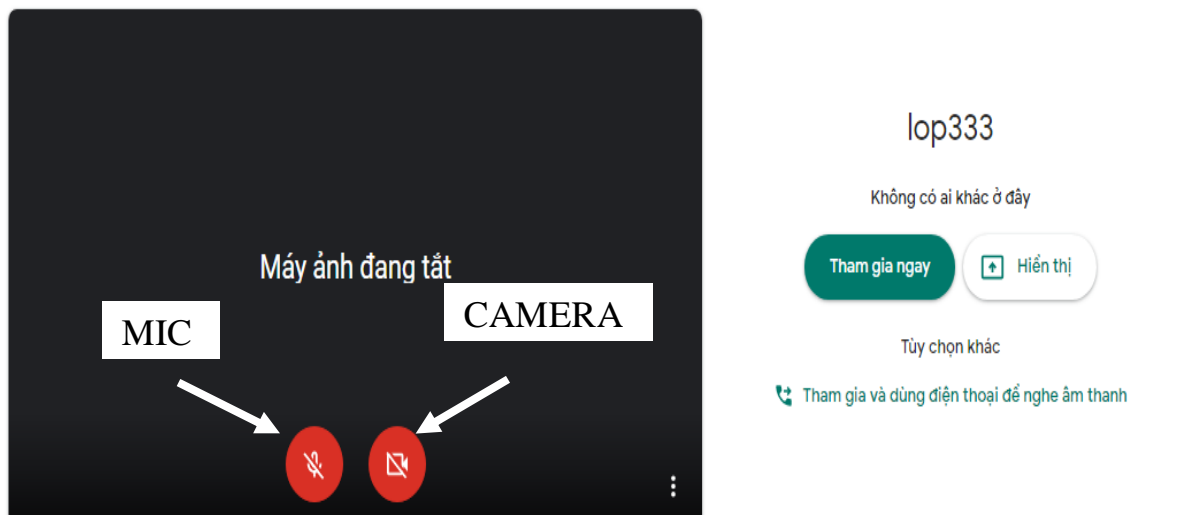 Máy ảnh đang tắt
MIC
CAMERA
lop333
Không có ai khác ở đây
Tham gia ngay
Hiển thị
Tùy chọn khác
Tham gia và dùng điện thoại để nghe âm thanh